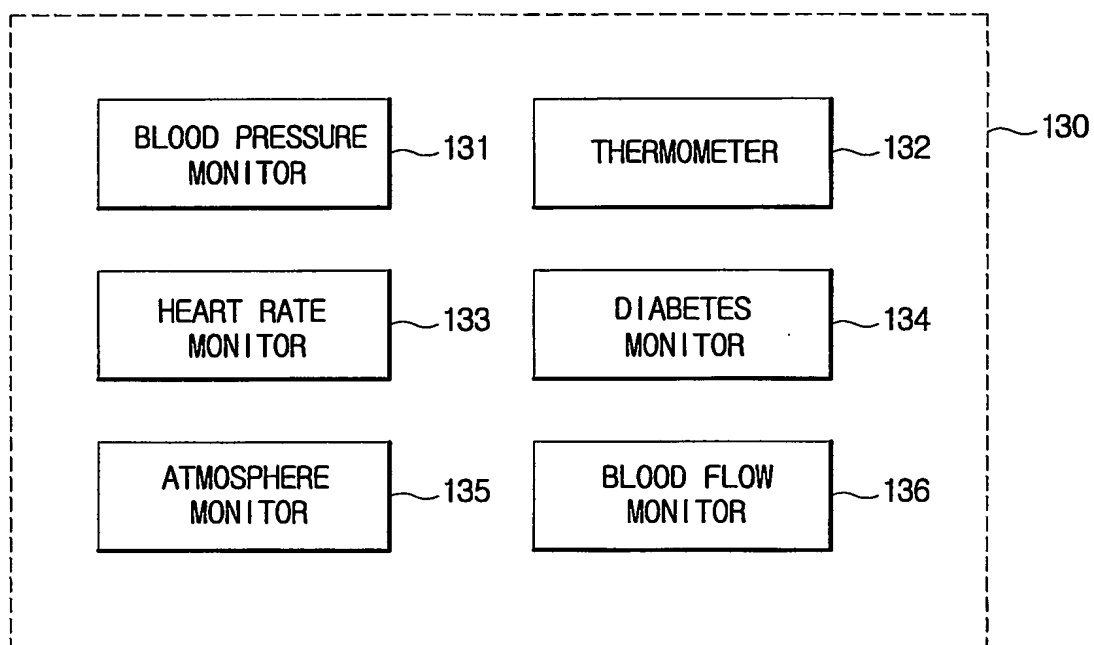 130
BLOOD PRESSURE
MONITOR
131
THERMOMETER
132
HEART RATE
MONITOR
133
DIABETES
MONITOR
134
ATMOSPHERE
MONITOR
135
BLOOD FLOW
MONITOR
136